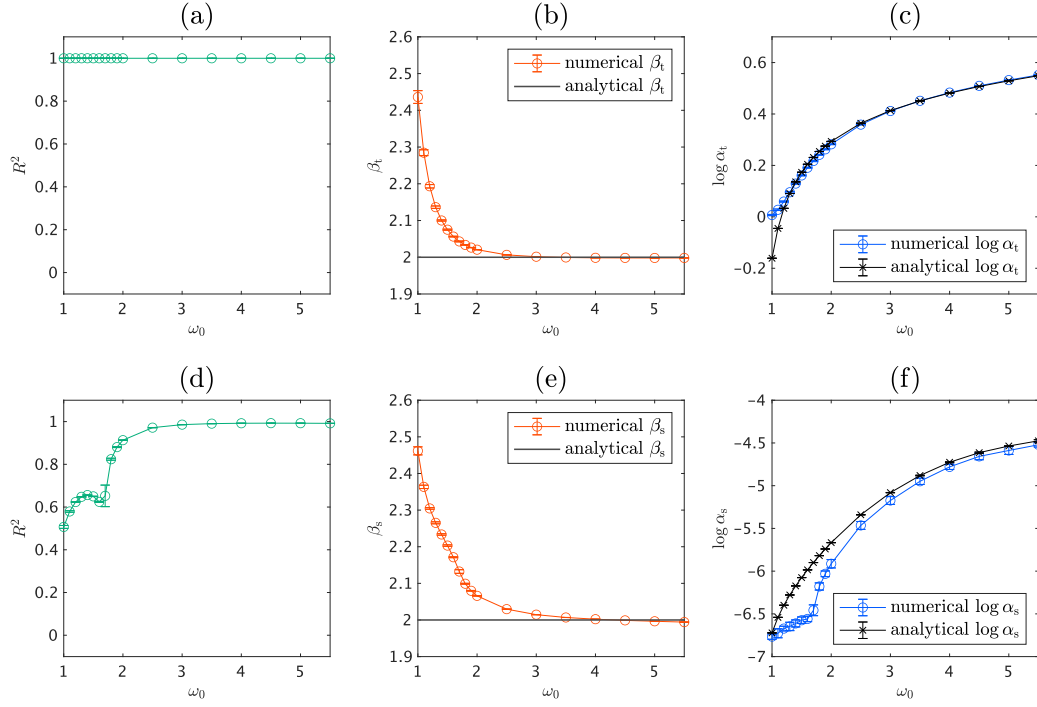 (a)
1
0.8
0.6
0.4
0.2
0
R²
1 2 3 4 5
ω₀
(b)
2.6
2.5
2.4
2.3
2.2
2.1
2
1.9
βₜ
numerical βₜ
analytical βₜ
1 2 3 4 5
ω₀
(c)
0.6
0.4
0.2
0
−0.2
log αₜ
numerical log αₜ
analytical log αₜ
1 2 3 4 5
ω₀
(d)
1
0.8
0.6
0.4
0.2
0
R²
1 2 3 4 5
ω₀
(e)
2.6
2.5
2.4
2.3
2.2
2.1
2
1.9
βₛ
numerical βₛ
analytical βₛ
1 2 3 4 5
ω₀
(f)
−4
−4.5
−5
−5.5
−6
−6.5
−7
log αₛ
numerical log αₛ
analytical log αₛ
1 2 3 4 5
ω₀